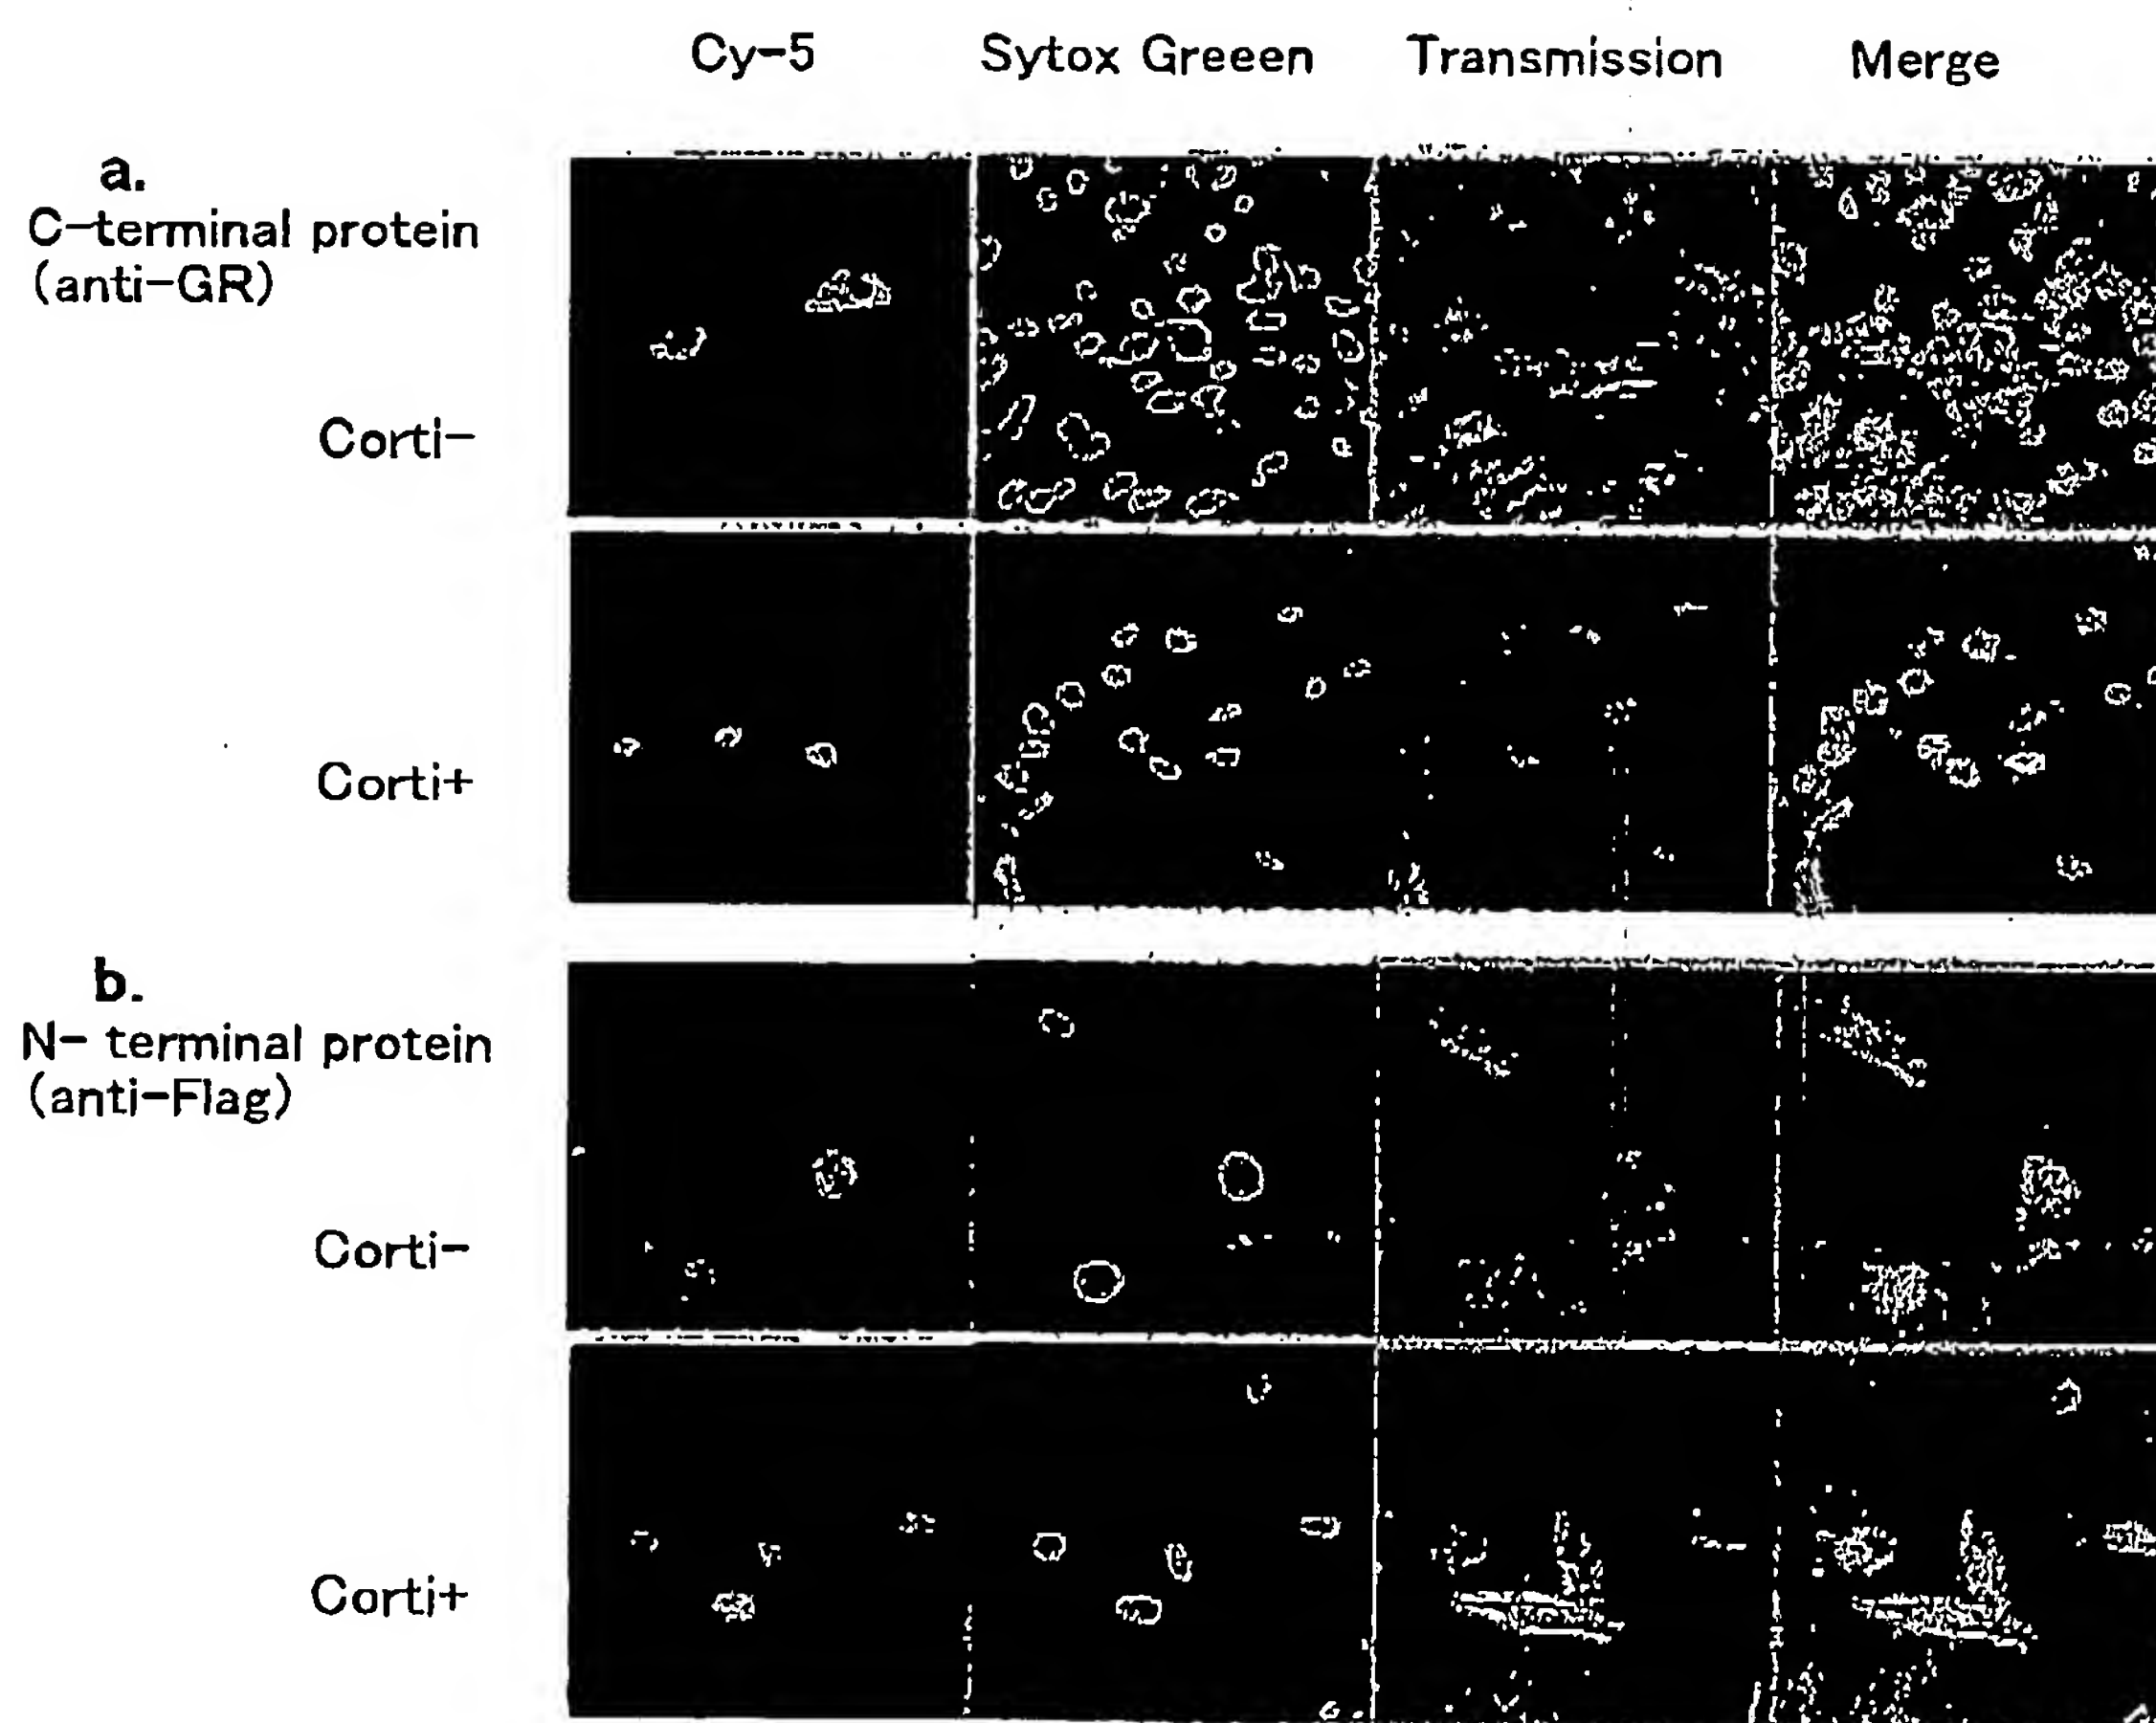 Cy-5 Sytox Greeen Transmission Merge
a.
C-terminal protein
(anti-GR)
Corti-
Corti+
b.
N- terminal protein
(anti-Flag)
Corti-
Corti+